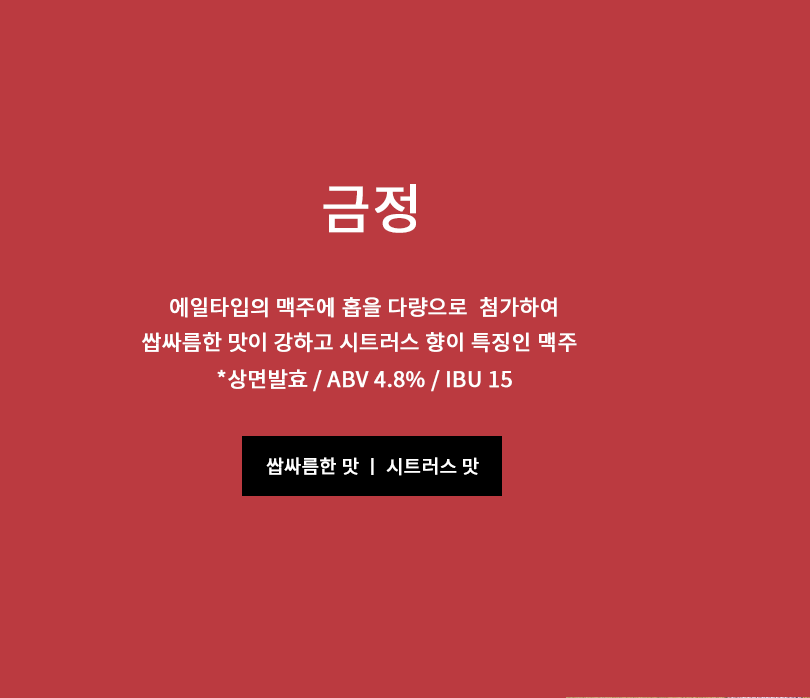 금정
에일타입의 맥주에 홉을 다량으로 첨가하여
쌉싸름한 맛이 강하고 시트러스 향이 특징인 맥주
*상면발효 / ABV 4.8% / IBU 15
쌉싸름한 맛 ㅣ 시트러스 맛